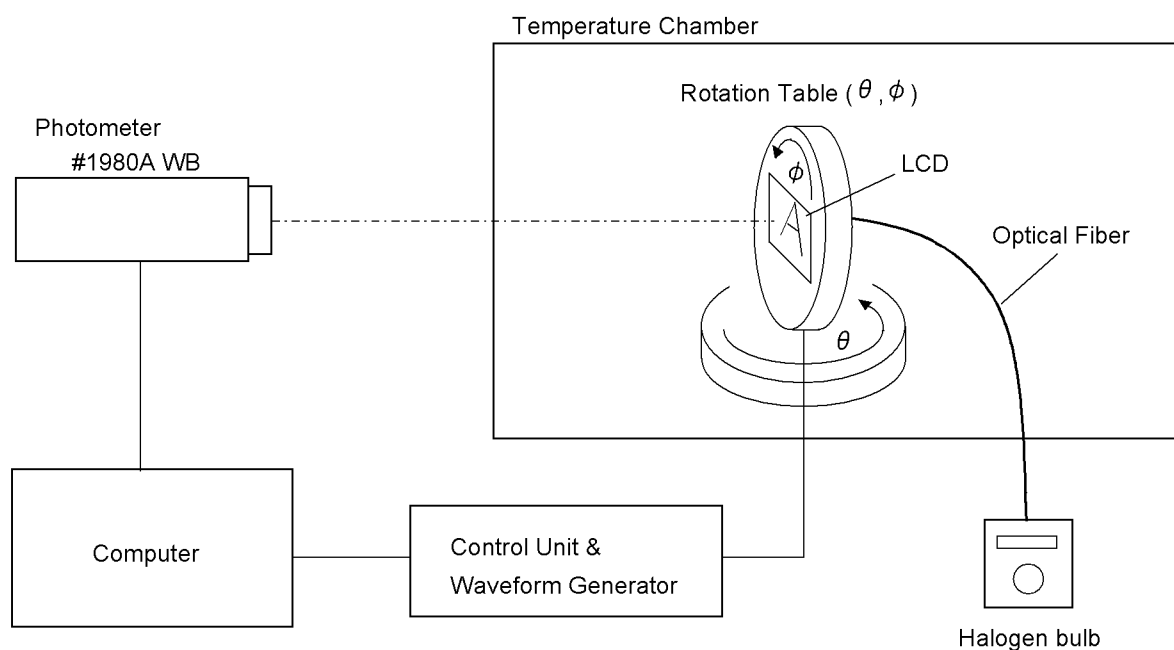 Temperature Chamber
Rotation Table ( θ , ϕ )
Photometer
#1980A WB
ϕ
LCD
A
Optical Fiber
θ
Computer
Control Unit &
Waveform Generator
Halogen bulb